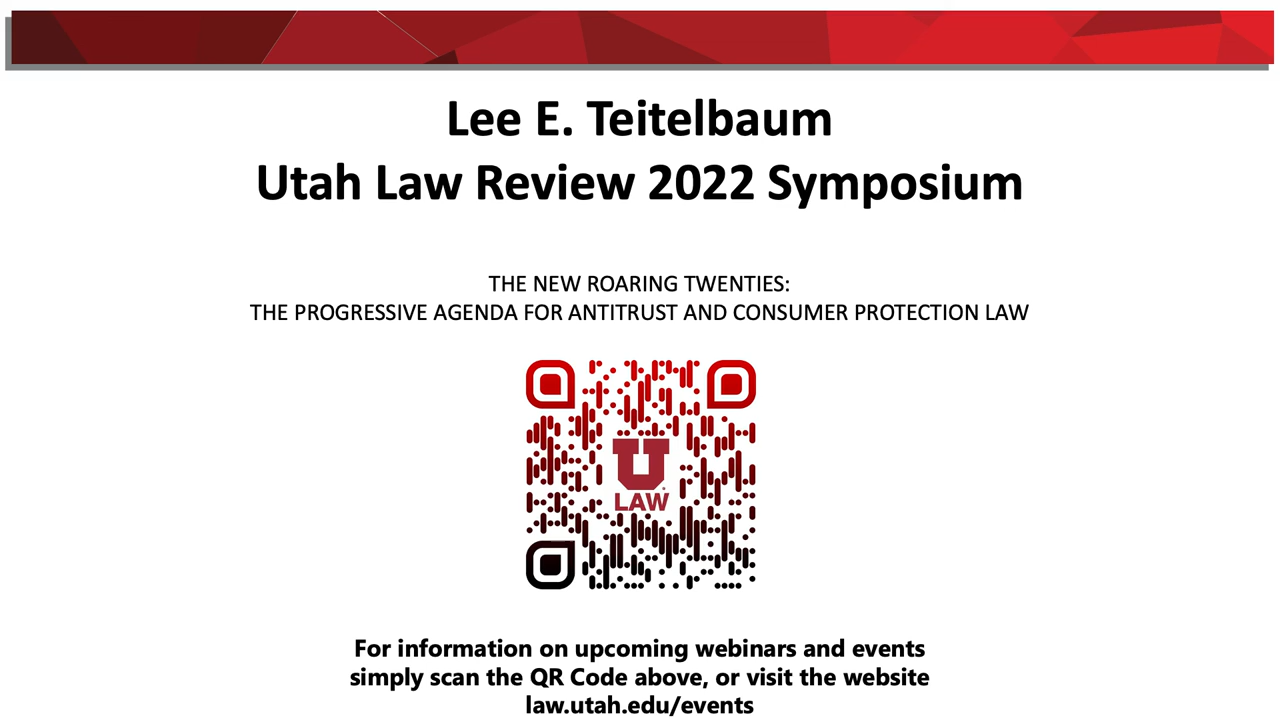 Lee E. Teitelbaum
Utah Law Review 2022 Symposium
THE NEW ROARING TWENTIES:
THE PROGRESSIVE AGENDA FOR ANTITRUST AND CONSUMER PROTECTION LAW
U
LAW
For information on upcoming webinars and events
simply scan the QR Code above, or visit the website
law.utah.edu/events